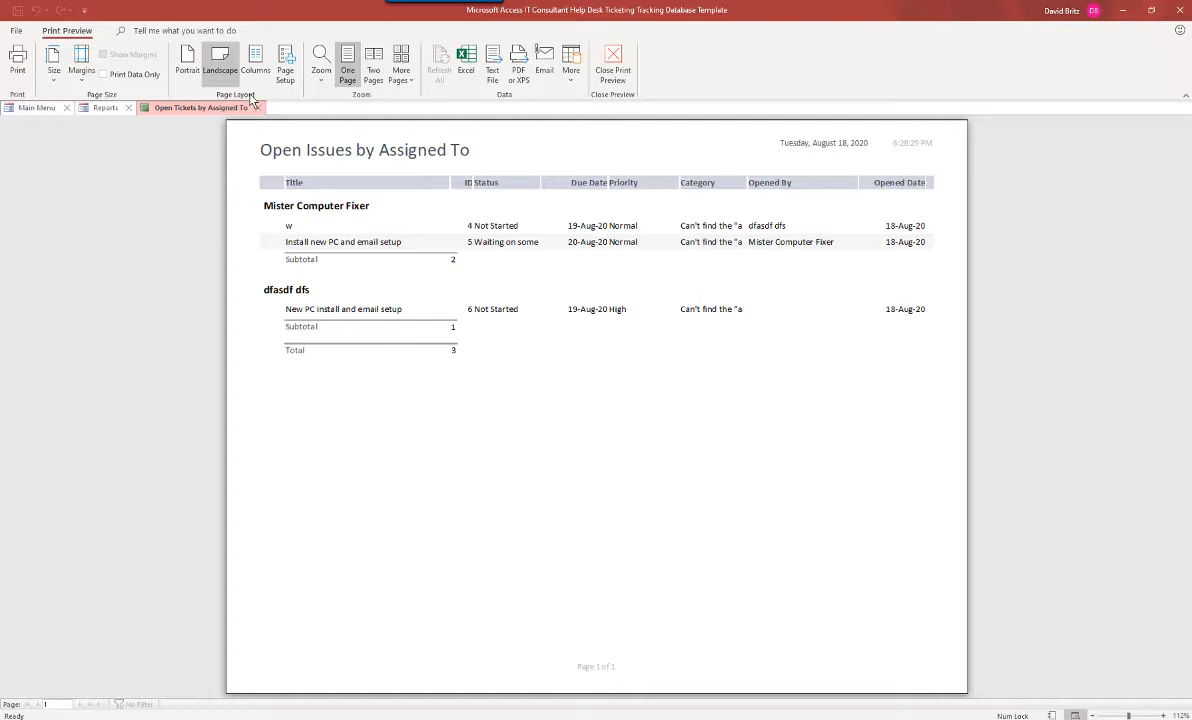 Microsoft Access IT Consultant Help Desk Ticketing Tracking Database Template
David Britz DB
File Print Preview Tell me what you want to do
Print Size Margins Show Margins Print Data Only Portrait Landscape Columns Page Setup Zoom One Page Two Pages More Pages Refresh All Excel Text File PDF or XPS Email More Close Print Preview
Print Page Size Page Layout Zoom Data Close Preview
Main Menu Reports Open Tickets by Assigned To
Open Issues by Assigned To Tuesday, August 18, 2020 6:28:29 PM
Title ID Status Due Date Priority Category Opened By Opened Date
Mister Computer Fixer
w 4 Not Started 19-Aug-20 Normal Can't find the "a dfasdf dfs 18-Aug-20
Install new PC and email setup 5 Waiting on some 20-Aug-20 Normal Can't find the "a Mister Computer Fixer 18-Aug-20
Subtotal 2
dfasdf dfs
New PC install and email setup 6 Not Started 19-Aug-20 High Can't find the "a 18-Aug-20
Subtotal 1
Total 3
Page 1 of 1
Page: 1 No Filter
Ready Num Lock 112%